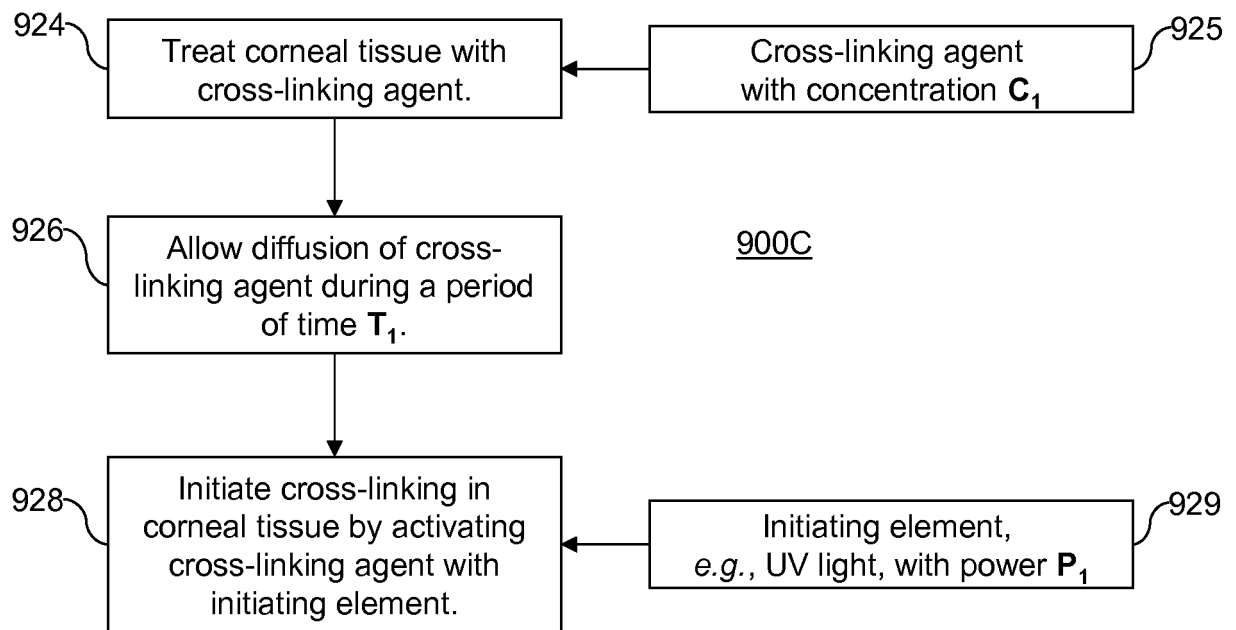 924
Treat corneal tissue with
cross-linking agent.
Cross-linking agent
with concentration C₁
925
926
Allow diffusion of cross-
linking agent during a period
of time T₁.
900C
928
Initiate cross-linking in
corneal tissue by activating
cross-linking agent with
initiating element.
Initiating element,
e.g., UV light, with power P₁
929